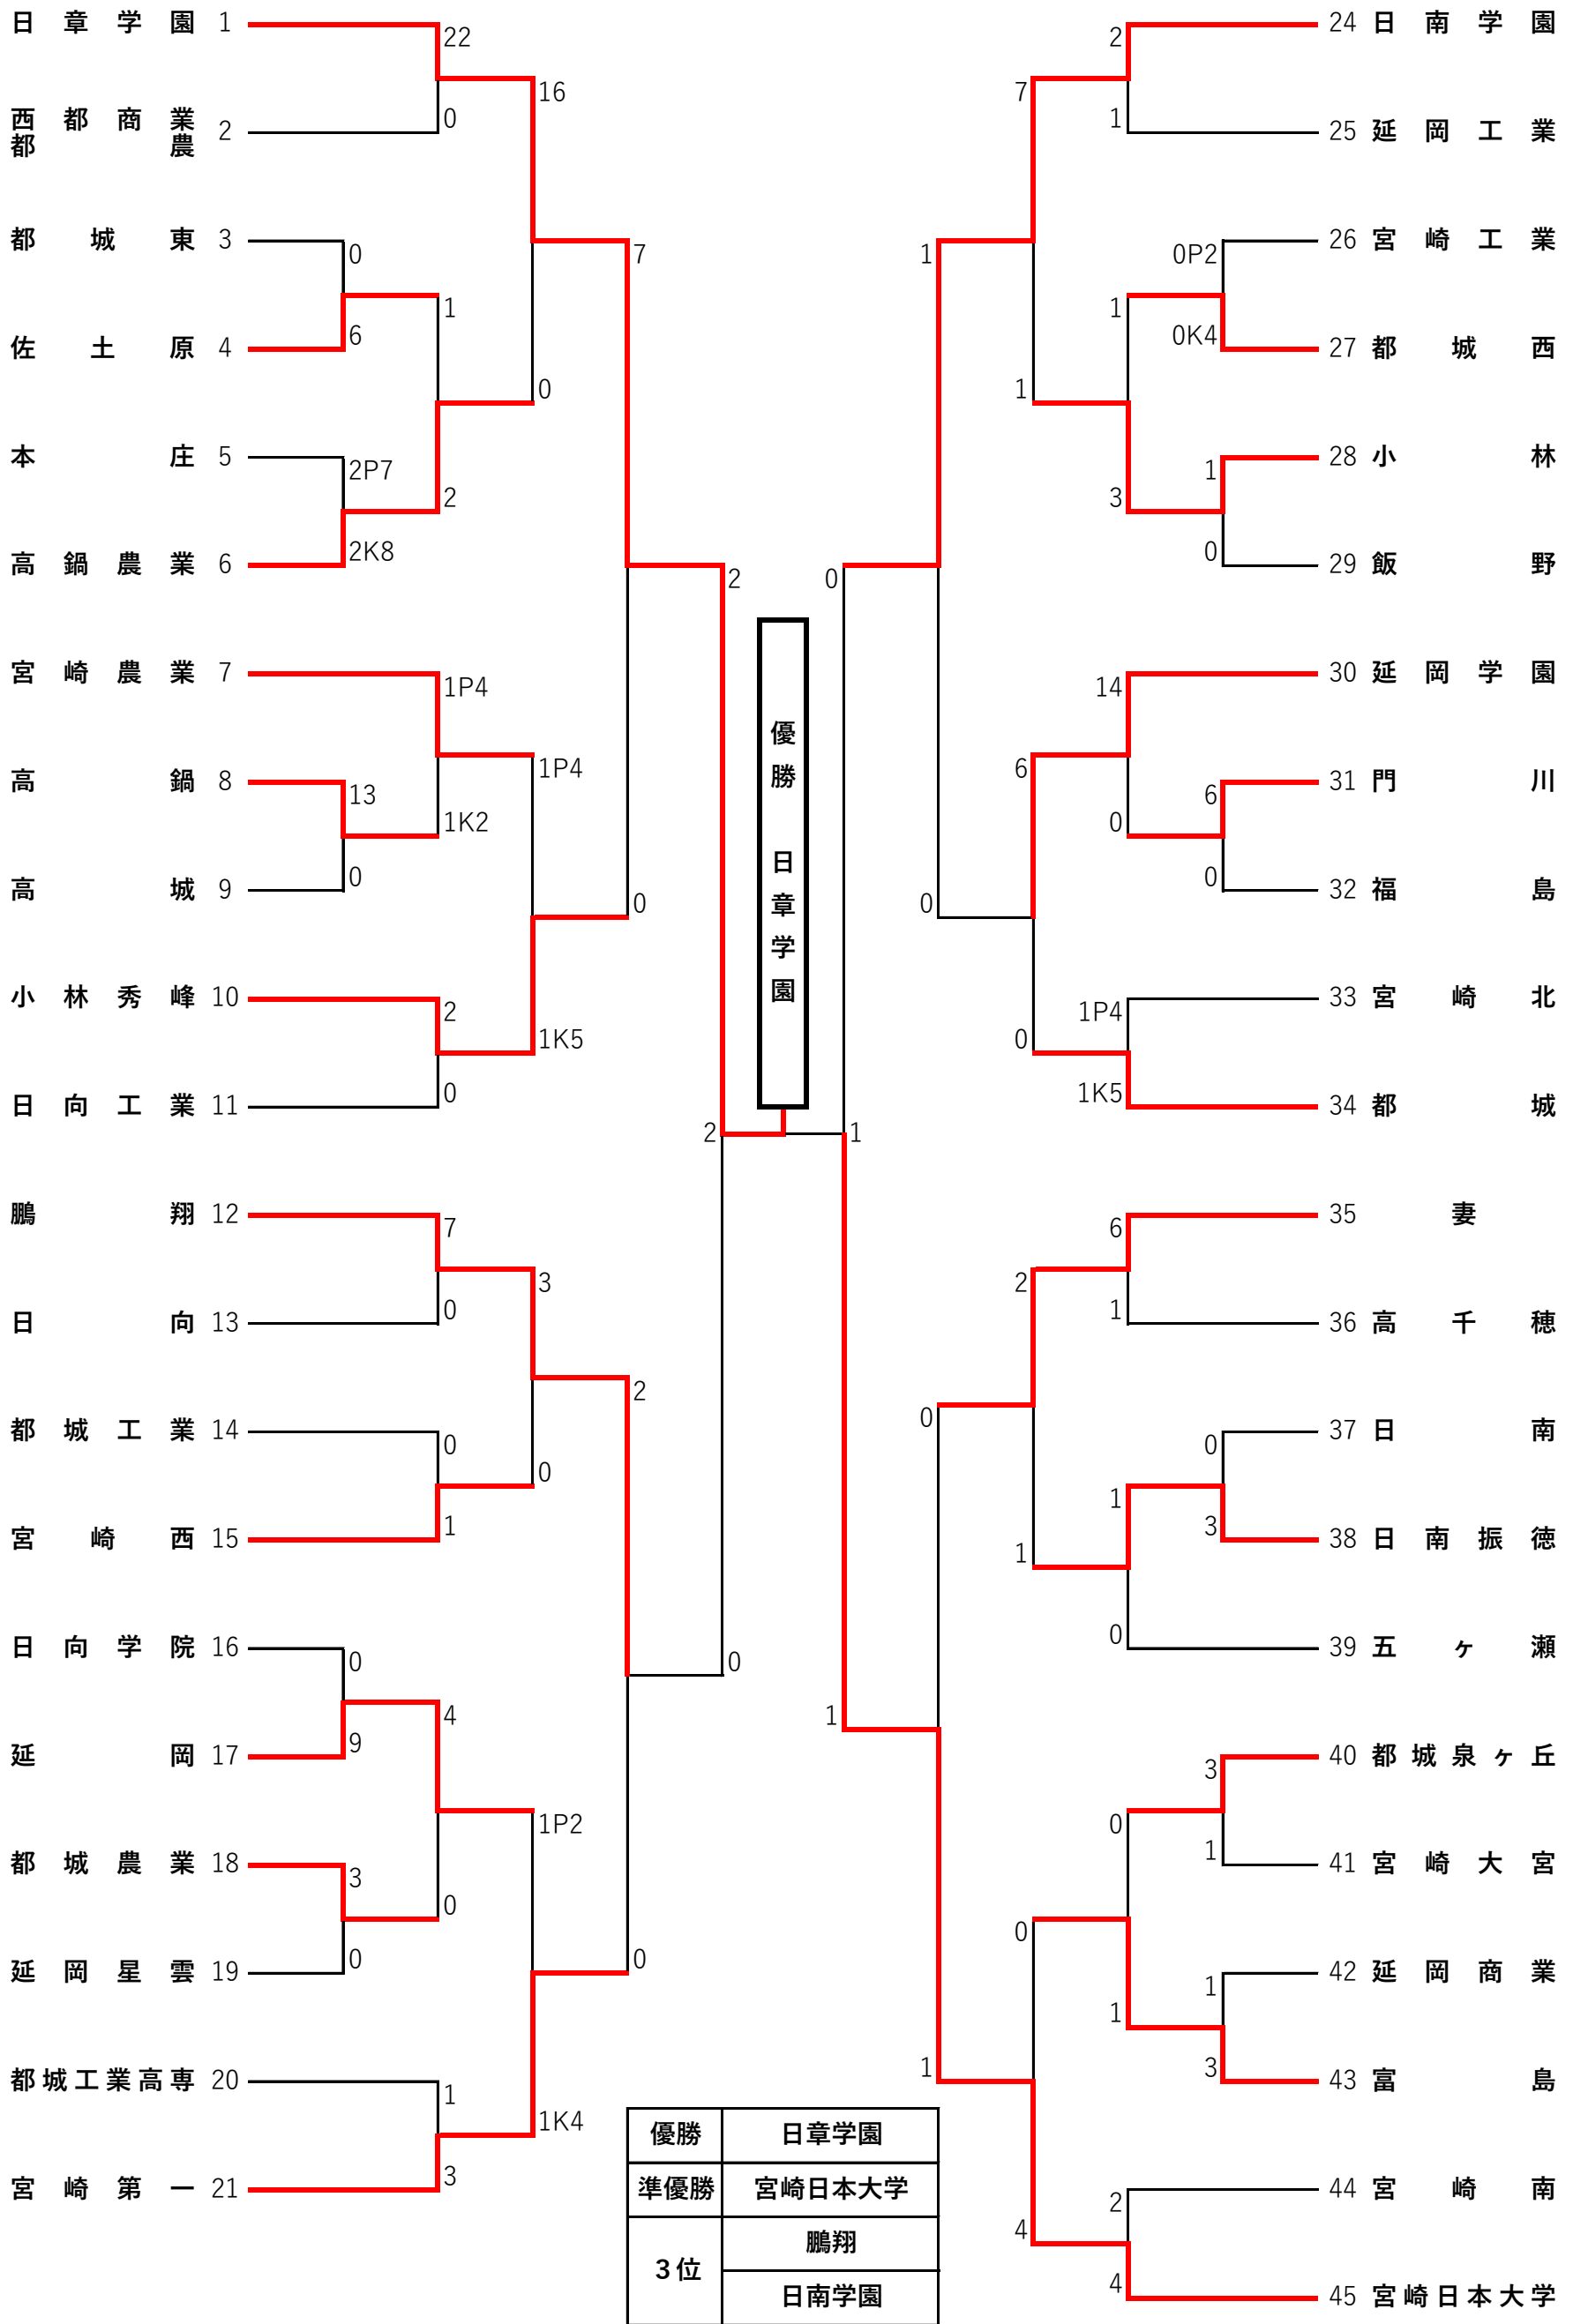 日章学園 1
西都商業
都農 2
都城東 3
佐土原 4
本庄 5
高鍋農業 6
宮崎農業 7
高鍋 8
高城 9
小林秀峰 10
日向工業 11
鵬翔 12
日向 13
都城工業 14
宮崎西 15
日向学院 16
延岡 17
都城農業 18
延岡星雲 19
都城工業高専 20
宮崎第一 21
0
6
2P7
2K8
13
0
0
9
3
0
22
0
1
2
1P4
1K2
2
0
7
0
0
1
4
0
1
3
16
0
1P4
1K5
3
0
1P2
1K4
7
0
2
0
2
0
2
優勝 日章学園
1
0
1
1
0
0
1
7
1
6
0
2
1
0
4
2
1
1
3
14
0
1P4
1K5
6
1
1
0
0
1
2
4
0P2
0K4
1
0
6
0
0
3
3
1
1
3
24 日南学園
25 延岡工業
26 宮崎工業
27 都城西
28 小林
29 飯野
30 延岡学園
31 門川
32 福島
33 宮崎北
34 都城
35 妻
36 高千穂
37 日南
38 日南振徳
39 五ヶ瀬
40 都城泉ヶ丘
41 宮崎大宮
42 延岡商業
43 富島
44 宮崎南
45 宮崎日本大学
優勝 日章学園
準優勝 宮崎日本大学
3位 鵬翔
日南学園